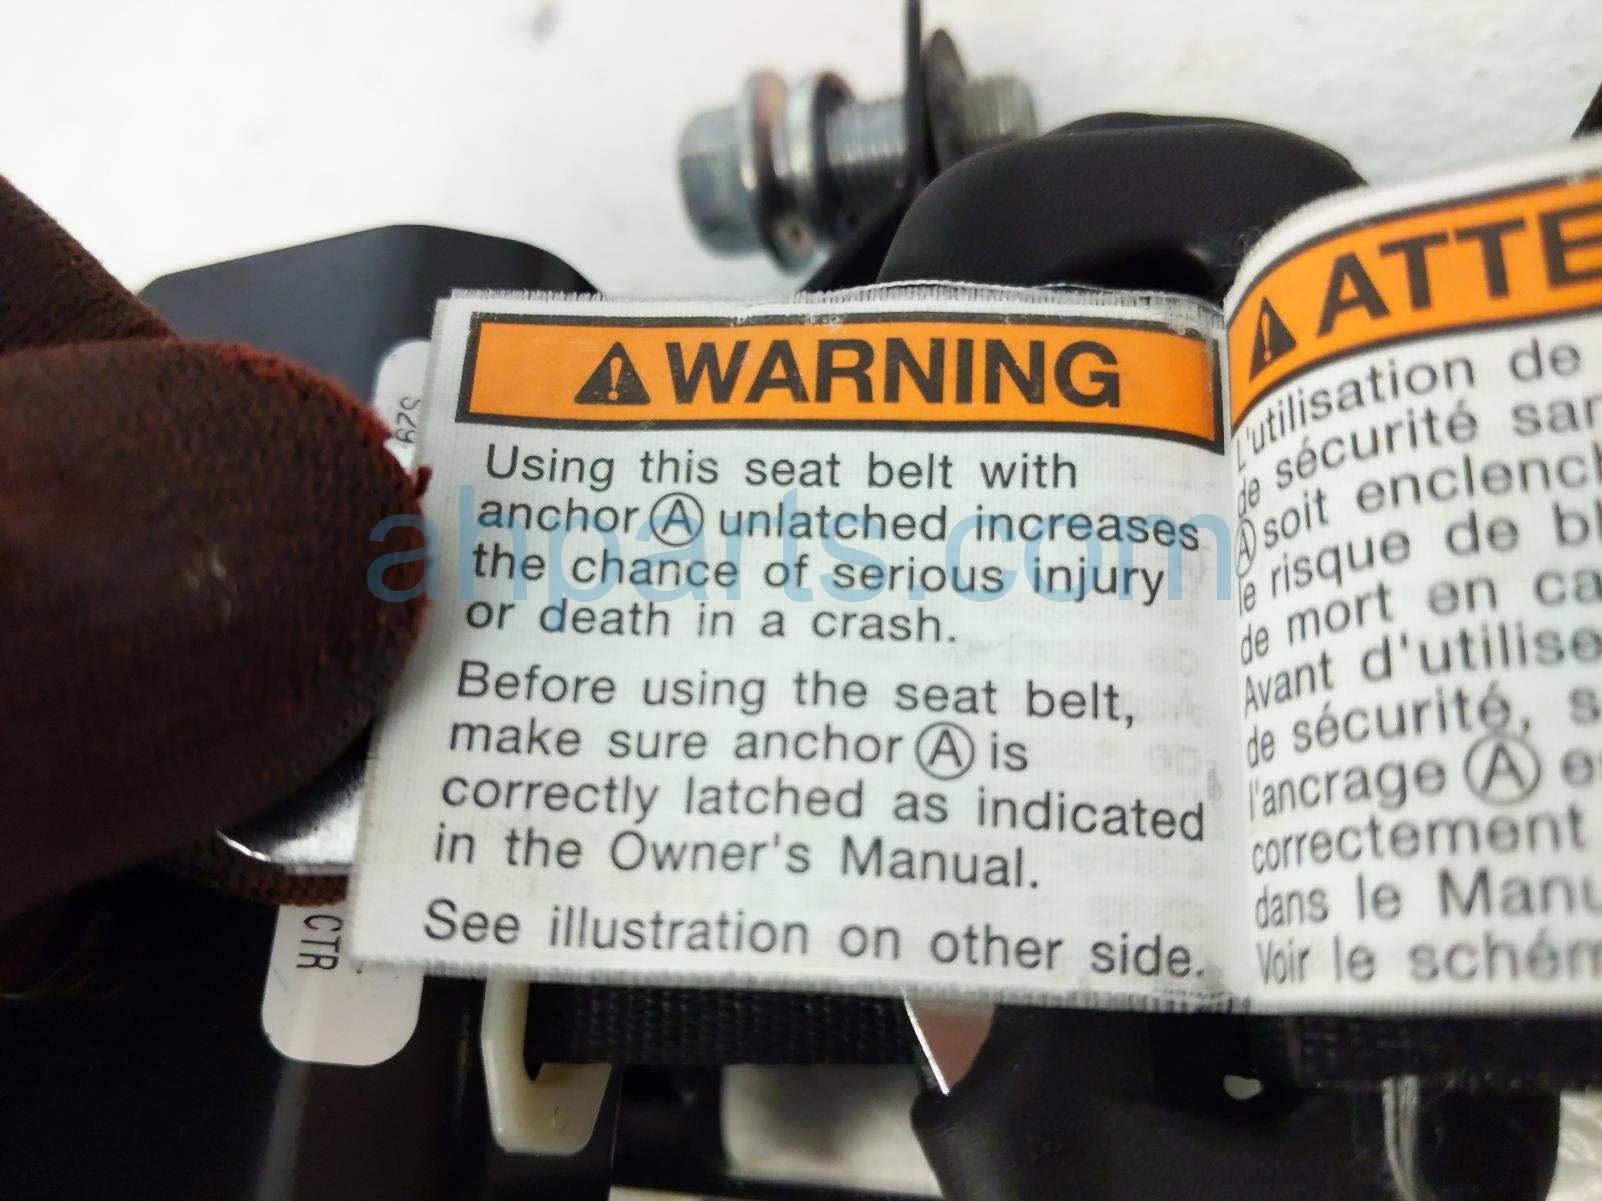 WARNING
Using this seat belt with
anchor Ⓐ unlatched increases
the chance of serious injury
or death in a crash.
Before using the seat belt,
make sure anchor Ⓐ is
correctly latched as indicated
in the Owner's Manual.
See illustration on other side.
ATTE
L'utilisation de
de sécurité san
Ⓐ soit enclench
le risque de bl
de mort en ca
Avant d'utilise
de sécurité, s
l'ancrage Ⓐ e
correctement
dans le Manu
Voir le schém
CTR
ahparts.com